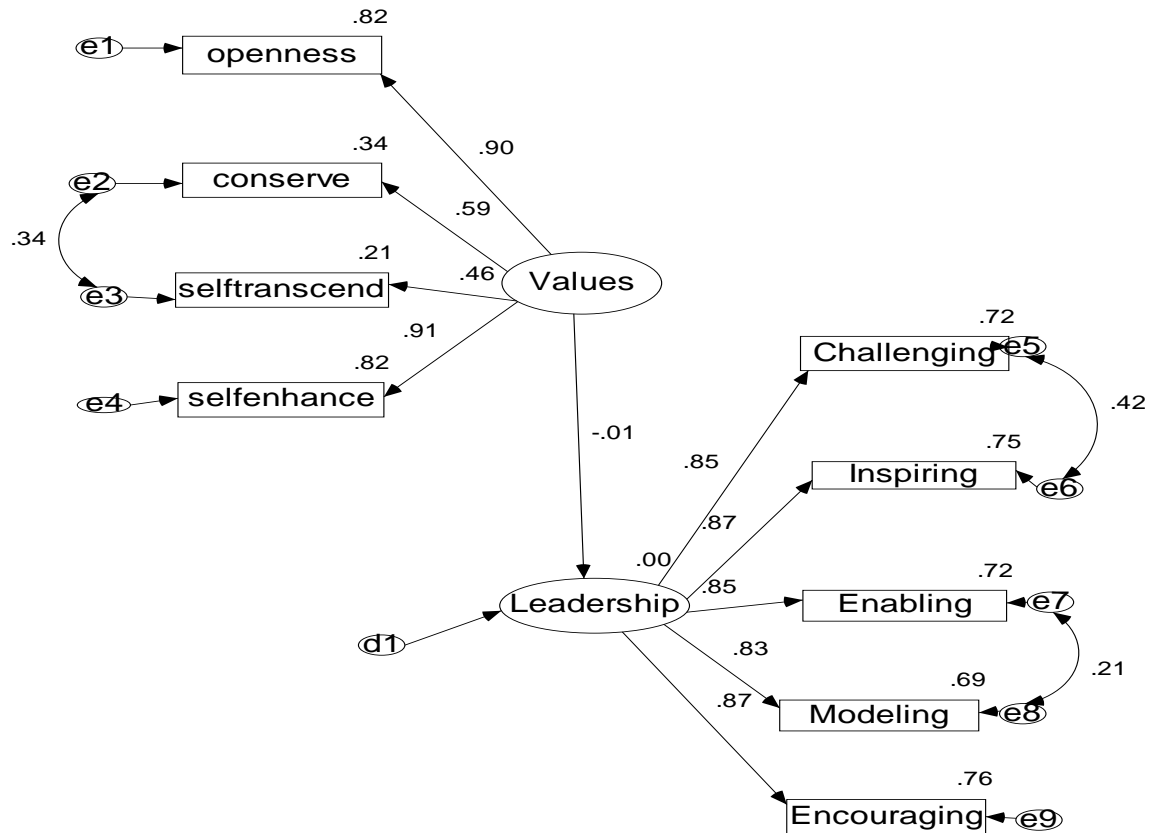 .82
e1
openness
.90
.34
e2
conserve
.59
.34
.21
.46
Values
e3
selftranscend
.91
.82
e4
selfenhance
.72
Challenging
e5
.42
-.01
.85
.75
Inspiring
e6
.87
.00
.85
.72
Leadership
Enabling
e7
d1
.83
.21
.87
.69
Modeling
e8
.76
Encouraging
e9